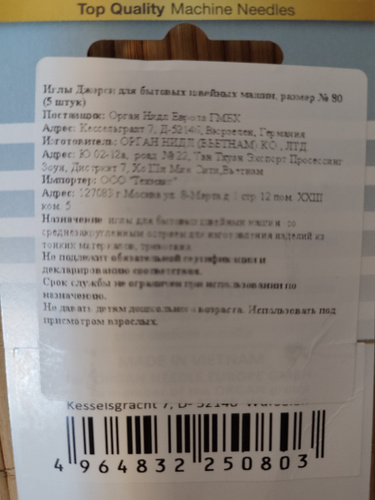 Top Quality Machine Needles
Иглы Джерси для бытовых швейных машин, размер № 80
(5 штук)
Поставщик: Орган Нидл Европа ГМБХ
Адрес: Кессельграхт 7, Д-52146, Вюрзелен, Германия
Изготовитель: ОРГАН НИДЛ (ВЬЕТНАМ) КО., ЛТД
Адрес: Ю.02-12а, роад № 22, Тан Туан Экспорт Процессинг
Зоун, Дистрикт 7, Хо Ши Мин Сити, Вьетнам
Импортер: ООО
Адрес: 127083 г.Москва ул. 8-Марта д.1 стр.12 пом. XXIII
ком. 5
Назначение: иглы для бытовых швейных машин со
среднезакругленным острием для изготовления изделий из
тонких материалов, трикотажа.
Не подлежит обязательной сертификации и
декларированию соответствия.
Срок службы не ограничен при использовании по
назначению.
Не давать детям дошкольного возраста. Использовать под
присмотром взрослых.
Kesselsgracht 7, D- 52146
4 964832 250803